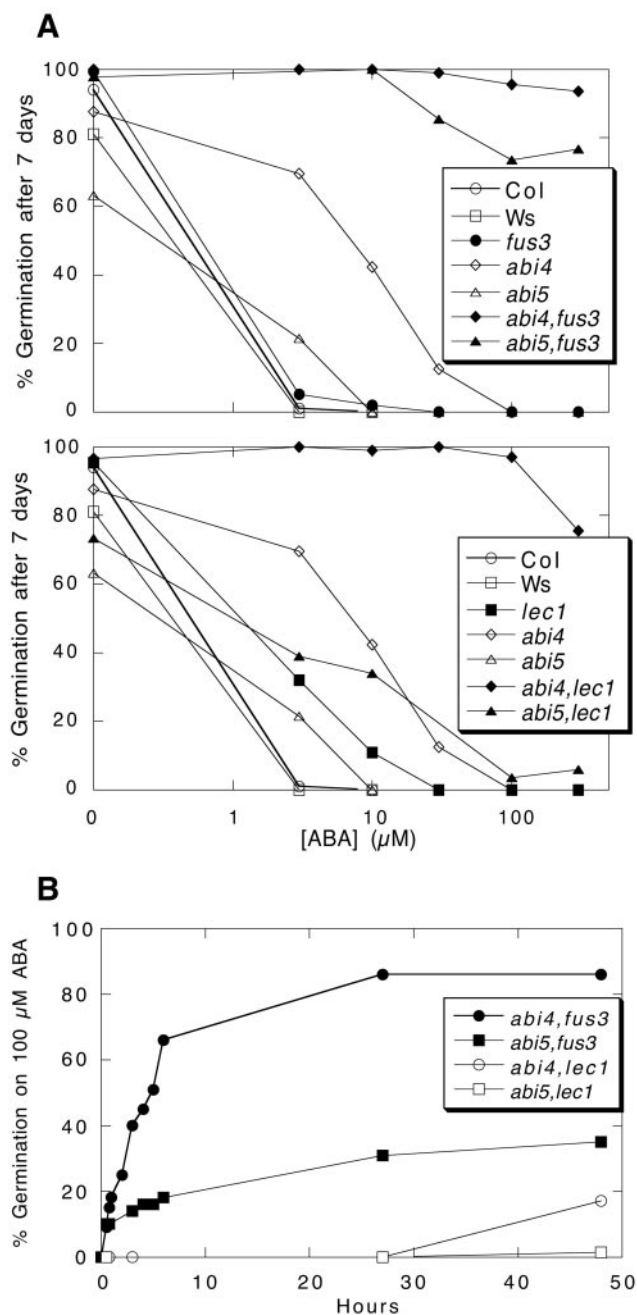 A
% Germination after 7 days
100
80
60
40
20
0
Col
Ws
fus3
abi4
abi5
abi4,fus3
abi5,fus3
% Germination after 7 days
100
80
60
40
20
0
Col
Ws
lec1
abi4
abi5
abi4,lec1
abi5,lec1
0 1 10 100
[ABA] (µM)
B
% Germination on 100 µM ABA
100
80
60
40
20
0
abi4,fus3
abi5,fus3
abi4,lec1
abi5,lec1
0 10 20 30 40 50
Hours